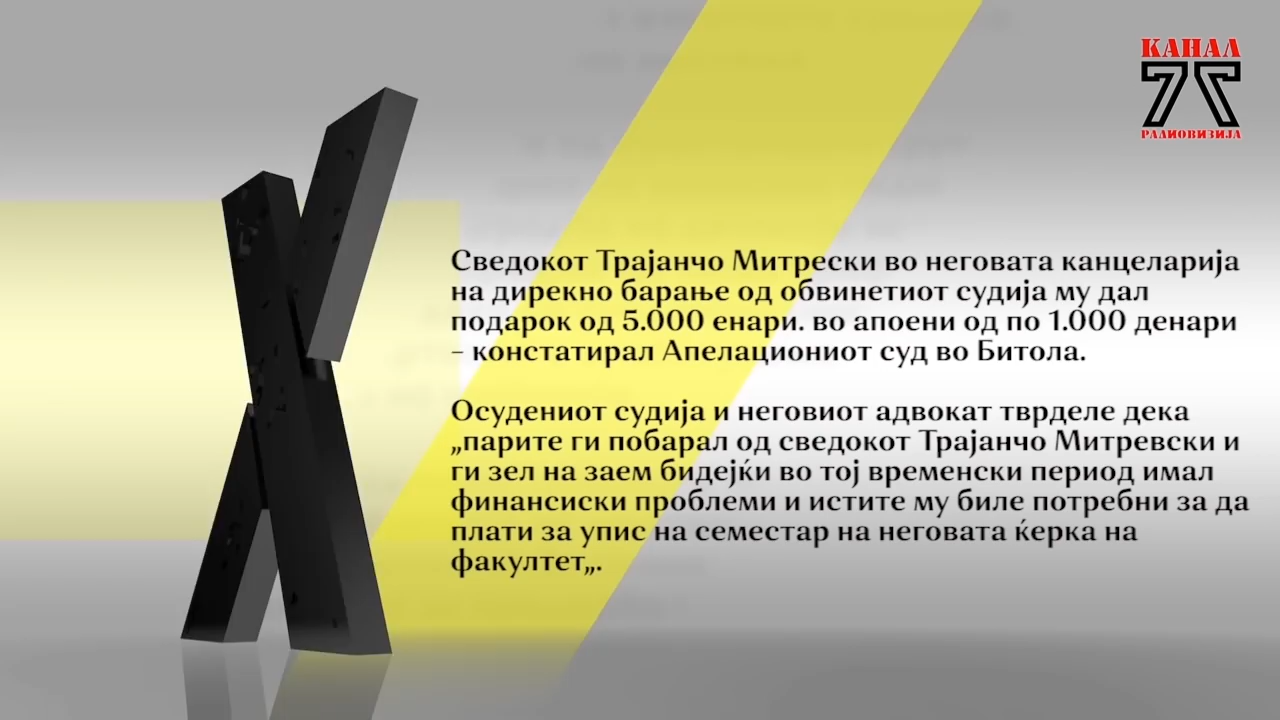 КАНАЛ
77
РАДИОВИЗИЈА
Сведокот Трајанчо Митрески во неговата канцеларија
на дирекно барање од обвинетиот судија му дал
подарок од 5.000 енари. во апоени од по 1.000 денари
– констатирал Апелациониот суд во Битола.
Осудениот судија и неговиот адвокат тврделе дека
„парите ги побарал од сведокот Трајанчо Митревски и
ги зел на заем бидејќи во тој временски период имал
финансиски проблеми и истите му биле потребни за да
плати за упис на семестар на неговата ќерка на
факултет„.